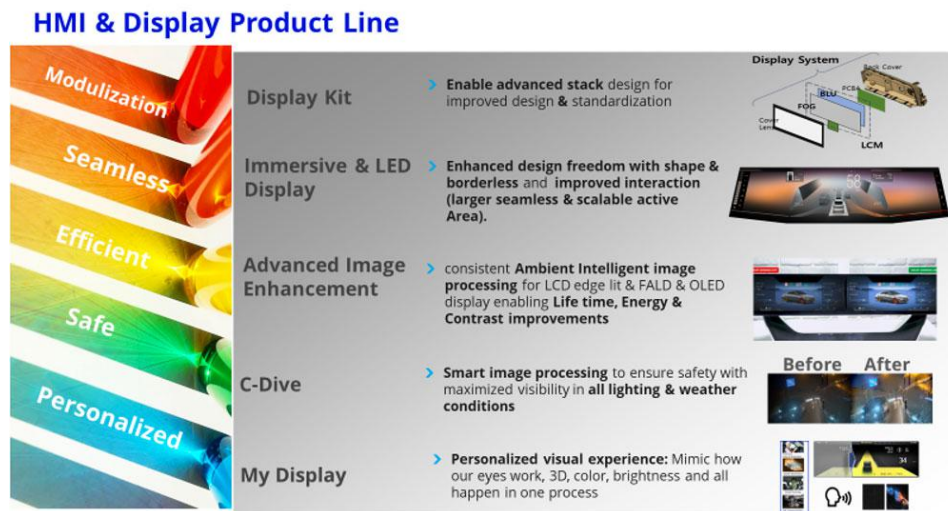 HMI & Display Product Line
Modulization
Seamless
Efficient
Safe
Personalized
Display Kit
Enable advanced stack design for
improved design & standardization
Display System
Back Cover
PCBA
BLU
FOG
Cover
Lens
LCM
Immersive & LED
Display
Enhanced design freedom with shape &
borderless and improved interaction
(larger seamless & scalable active
Area).
Advanced Image
Enhancement
consistent Ambient Intelligent image
processing for LCD edge lit & FALD & OLED
display enabling Life time, Energy &
Contrast improvements
C-Dive
Smart image processing to ensure safety with
maximized visibility in all lighting & weather
conditions
Before After
My Display
Personalized visual experience: Mimic how
our eyes work, 3D, color, brightness and all
happen in one process
34